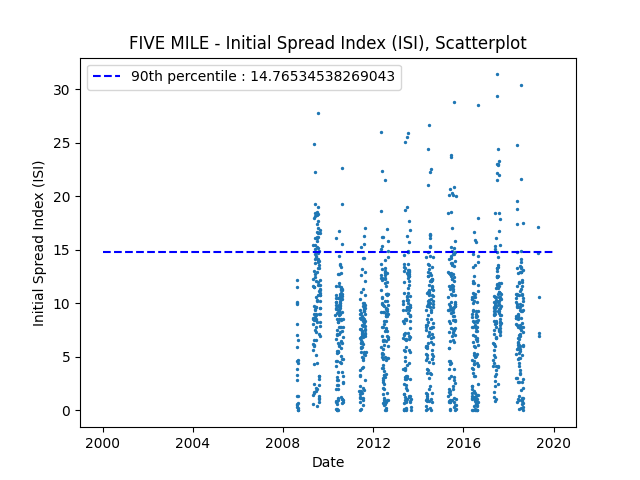 FIVE MILE - Initial Spread Index (ISI), Scatterplot
90th percentile : 14.76534538269043
30
25
20
15
10
5
0
Initial Spread Index (ISI)
2000 2004 2008 2012 2016 2020
Date